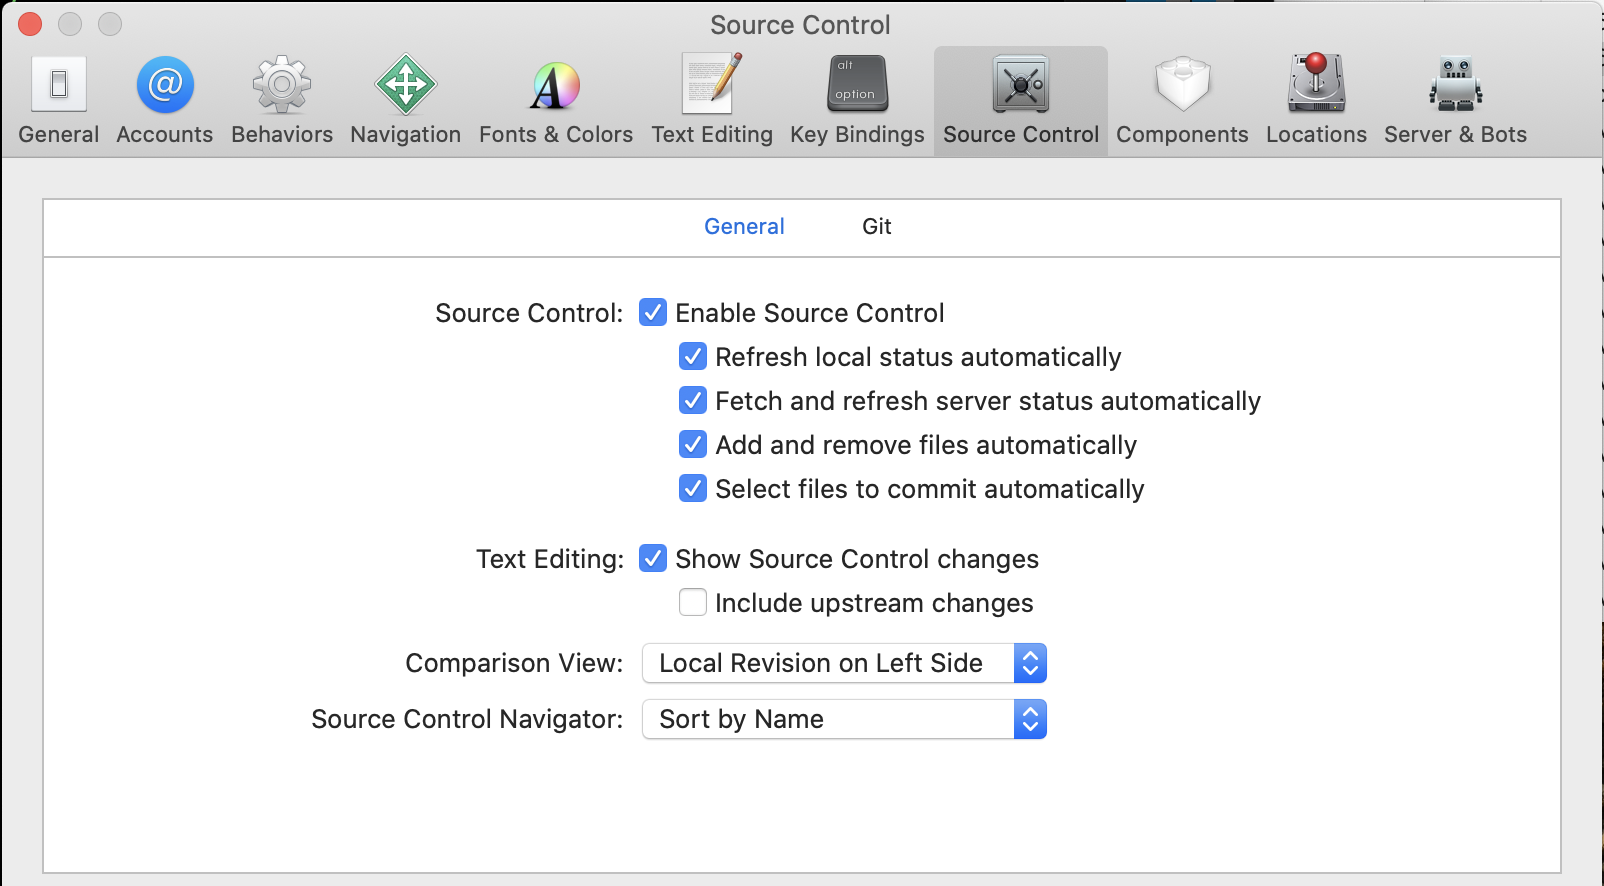 Source Control
General Accounts Behaviors Navigation Fonts & Colors Text Editing alt option Key Bindings Source Control Components Locations Server & Bots
General Git
Source Control: Enable Source Control
Refresh local status automatically
Fetch and refresh server status automatically
Add and remove files automatically
Select files to commit automatically
Text Editing: Show Source Control changes
Include upstream changes
Comparison View: Local Revision on Left Side
Source Control Navigator: Sort by Name